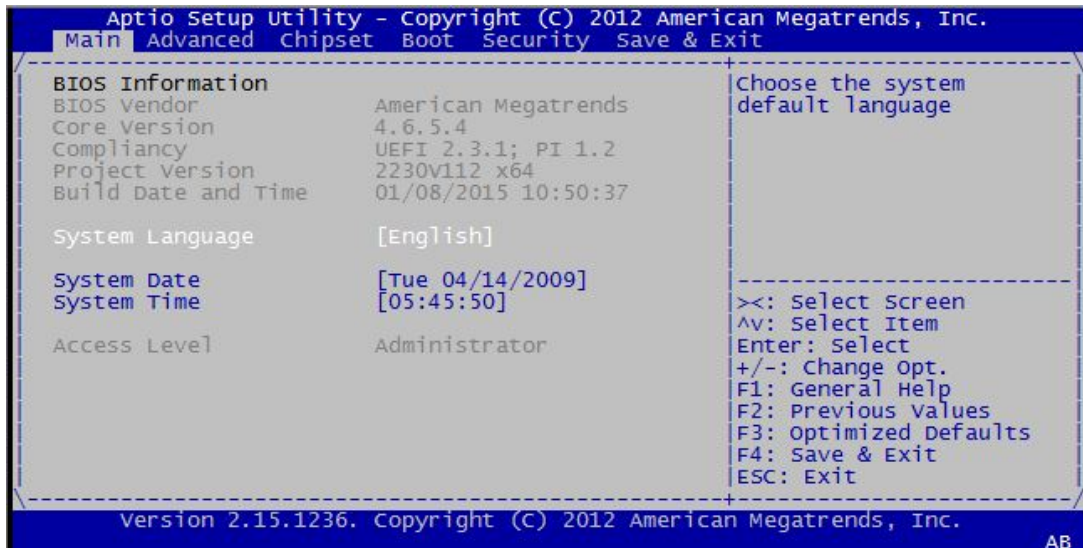 Aptio Setup Utility - Copyright (C) 2012 American Megatrends, Inc.
Main Advanced Chipset Boot Security Save & Exit
BIOS Information
BIOS Vendor American Megatrends
Core Version 4.6.5.4
Compliancy UEFI 2.3.1; PI 1.2
Project Version 2230v112 x64
Build Date and Time 01/08/2015 10:50:37
System Language [English]
System Date [Tue 04/14/2009]
System Time [05:45:50]
Access Level Administrator
Choose the system
default language
><: Select Screen
^v: Select Item
Enter: Select
+/-: Change Opt.
F1: General Help
F2: Previous Values
F3: Optimized Defaults
F4: Save & Exit
ESC: Exit
Version 2.15.1236. Copyright (C) 2012 American Megatrends, Inc.
AB